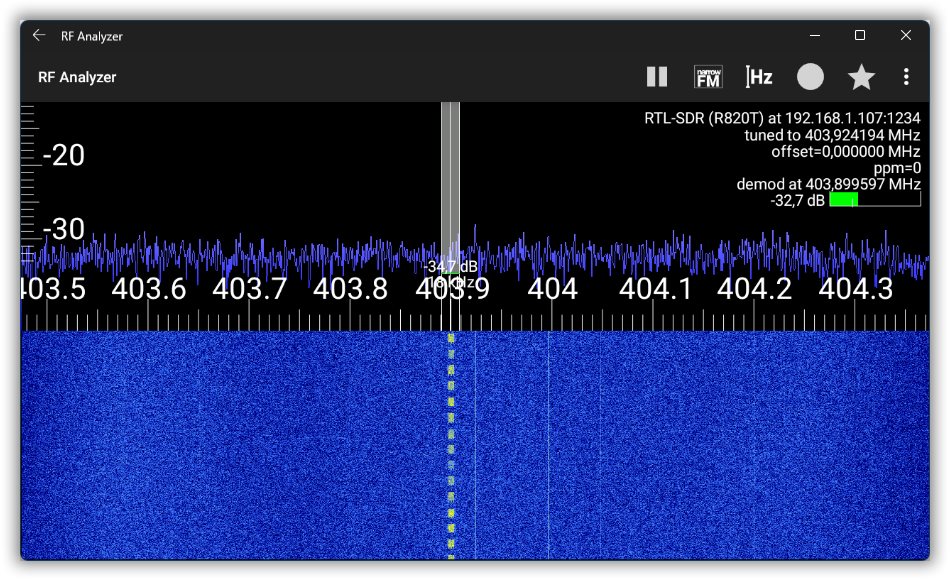 RF Analyzer
RF Analyzer
narrow FM
Hz
RTL-SDR (R820T) at 192.168.1.107:1234
tuned to 403,924194 MHz
offset=0,000000 MHz
ppm=0
demod at 403,899597 MHz
-32,7 dB
-20
-30
-34,7 dB
403.5 403.6 403.7 403.8 403.9 404 404.1 404.2 404.3